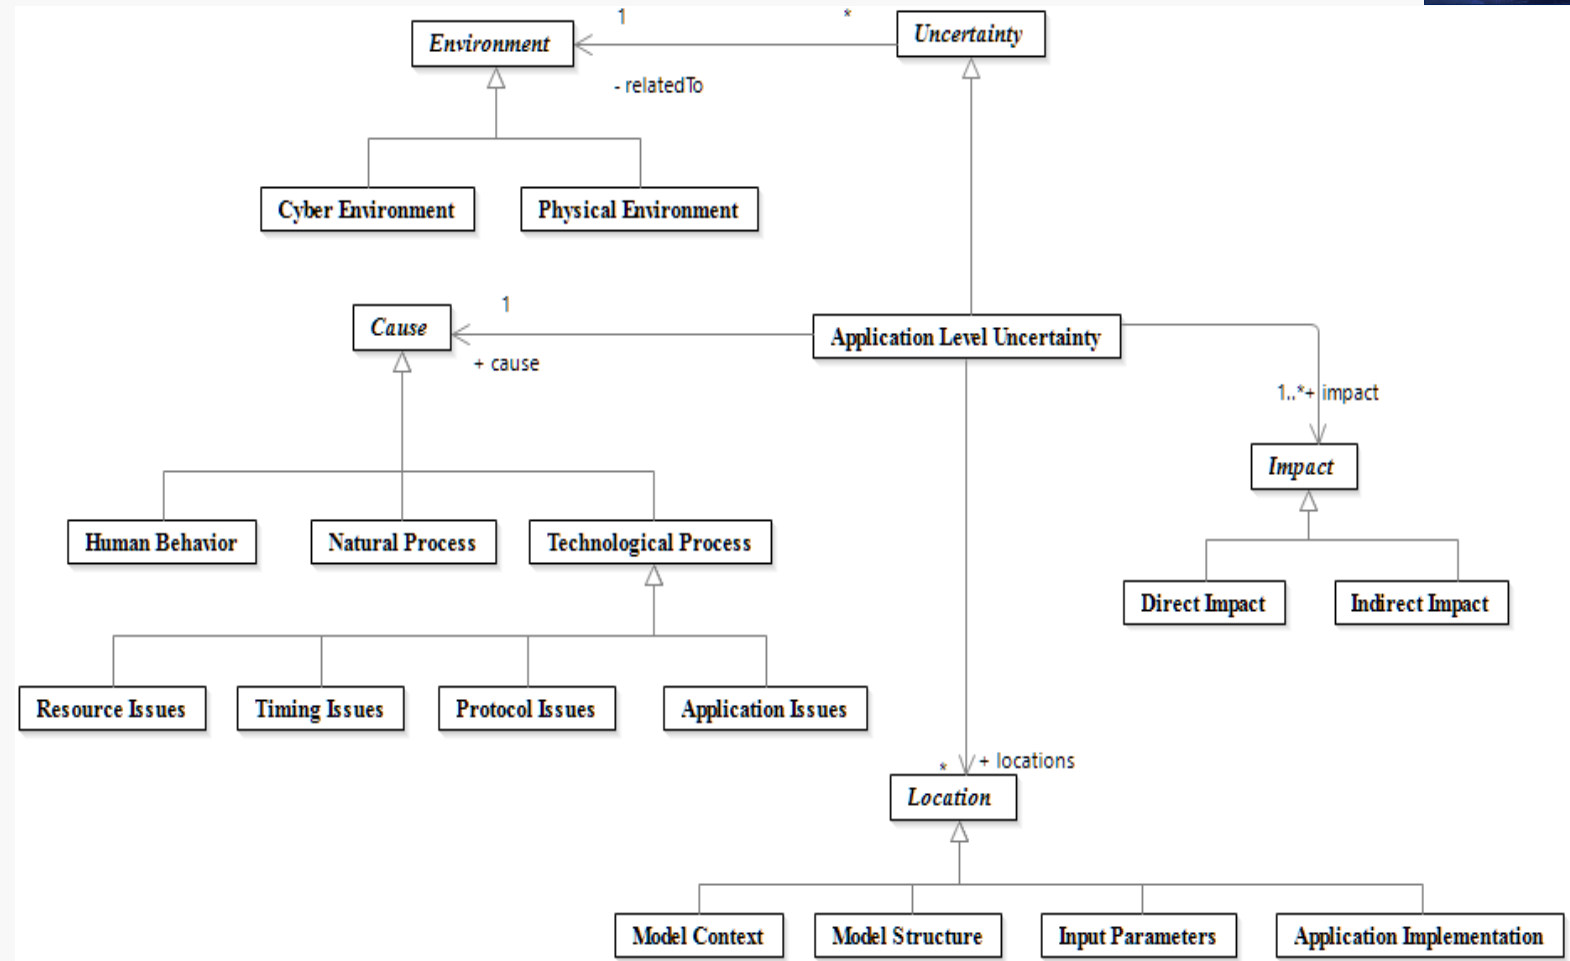 1
*
Uncertainty
Environment
- relatedTo
Cyber Environment
Physical Environment
1
Cause
Application Level Uncertainty
+ cause
1..*
+ impact
Impact
Human Behavior
Natural Process
Technological Process
Direct Impact
Indirect Impact
Resource Issues
Timing Issues
Protocol Issues
Application Issues
*
+ locations
Location
Model Context
Model Structure
Input Parameters
Application Implementation